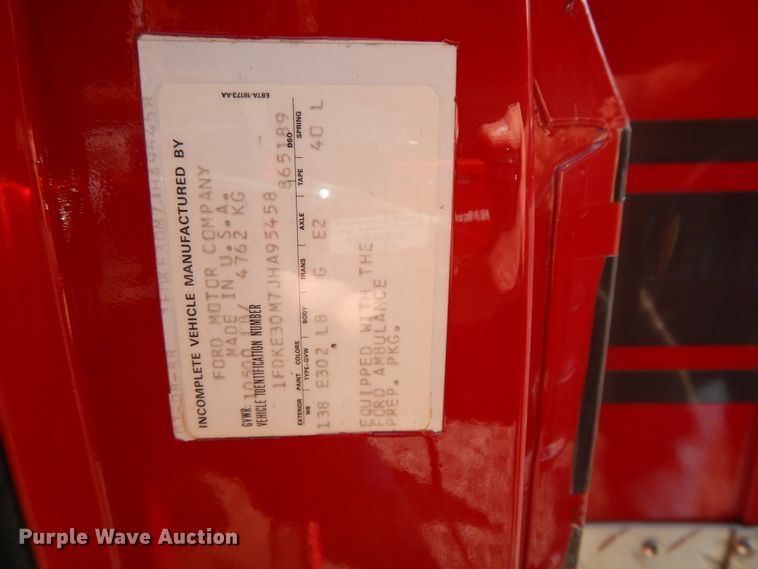 INCOMPLETE VEHICLE MANUFACTURED BY
FORD MOTOR COMPANY
MADE IN U.S.A.
GVWR: 10500 LB/ 4762 KG
VEHICLE IDENTIFICATION NUMBER
1FDKE30M7JHA95458
865189
EXTERIOR PAINT COLORS DSO
WB TYPE-GVW BODY TRANS AXLE TAPE SPRING
138 E302 LB G E2 40 L
EQUIPPED WITH THE
FORD AMBULANCE
PREP. PKG.
E8TA-18173-AA
Purple Wave Auction